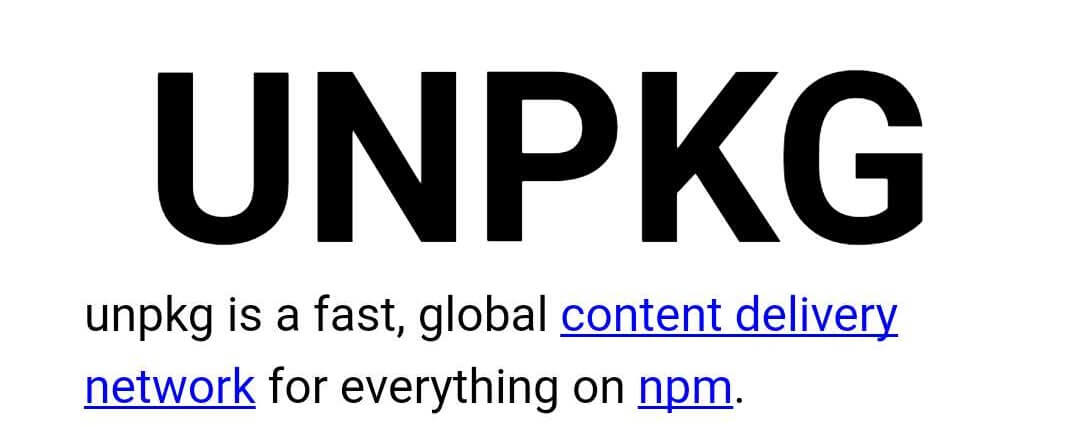 UNPKG
unpkg is a fast, global content delivery
network for everything on npm.